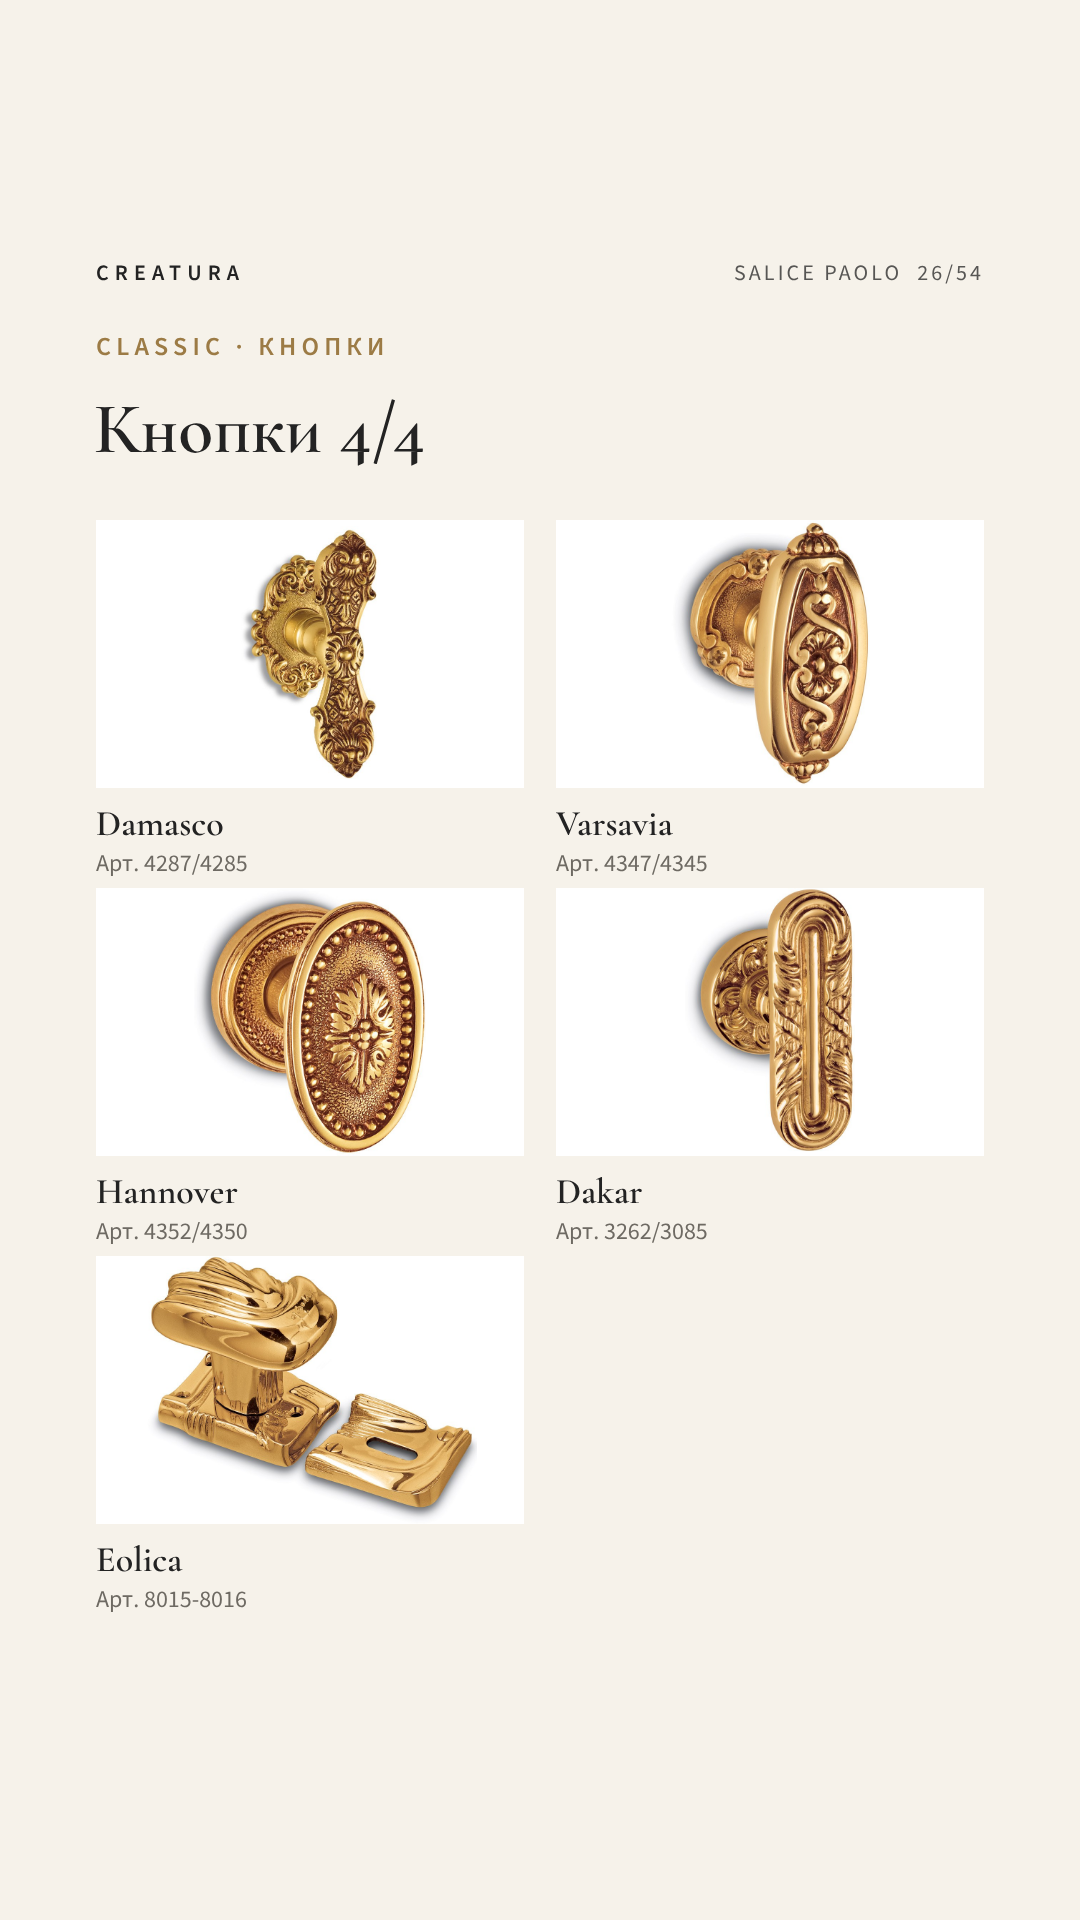 CREATURA
SALICE PAOLO 26/54
CLASSIC · КНОПКИ
Кнопки 4/4
Damasco
Арт. 4287/4285
Varsavia
Арт. 4347/4345
Hannover
Арт. 4352/4350
Dakar
Арт. 3262/3085
Eolica
Арт. 8015-8016